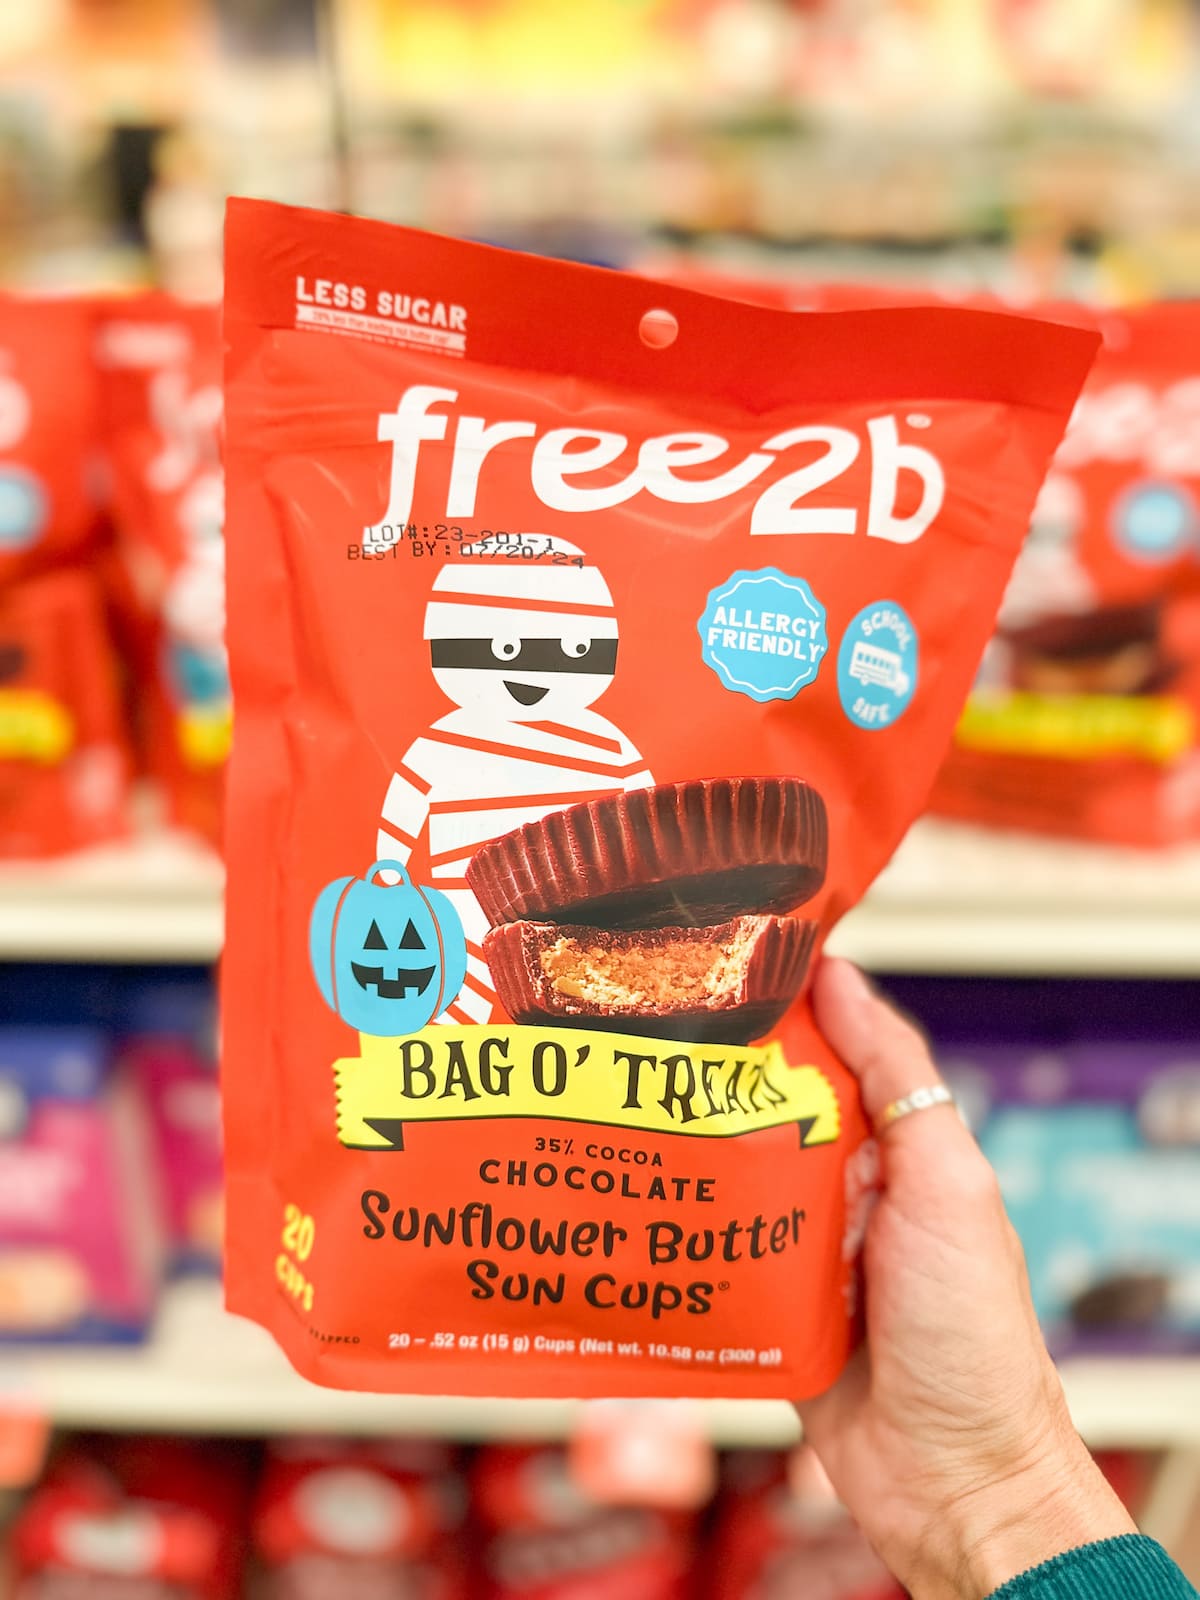 LESS SUGAR
free2b®
LOT#:23-201-1
BEST BY:07/20/24
ALLERGY
FRIENDLY
SCHOOL
SAFE
BAG O' TREATS
35% COCOA
CHOCOLATE
Sunflower Butter
Sun Cups®
20
CUPS
20 – .52 oz (15 g) Cups (Net wt. 10.58 oz (300 g))